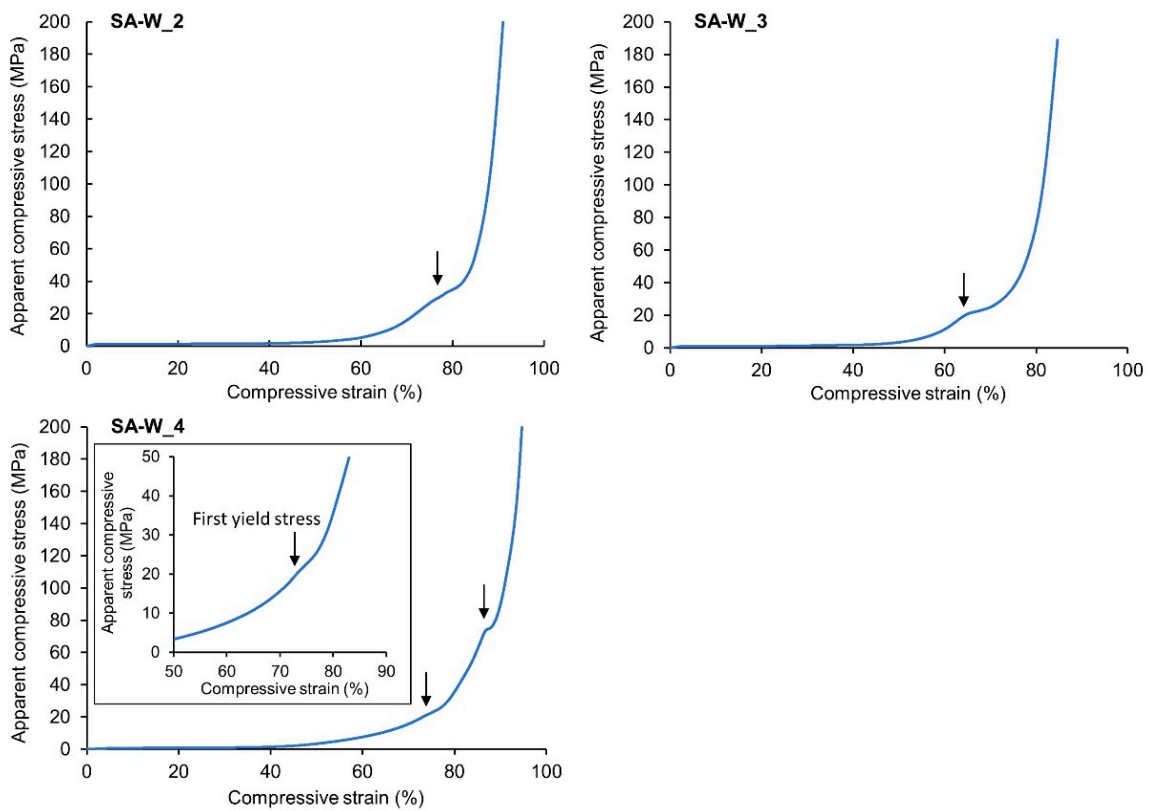 SA-W_2
Apparent compressive stress (MPa)
200
180
160
140
120
100
80
60
40
20
0
0 20 40 60 80 100
Compressive strain (%)
SA-W_3
Apparent compressive stress (MPa)
200
180
160
140
120
100
80
60
40
20
0
0 20 40 60 80 100
Compressive strain (%)
SA-W_4
Apparent compressive stress (MPa)
200
180
160
140
120
100
80
60
40
20
0
0 20 40 60 80 100
Compressive strain (%)
Apparent compressive
stress (MPa)
50
40
30
20
10
0
First yield stress
50 60 70 80 90
Compressive strain (%)